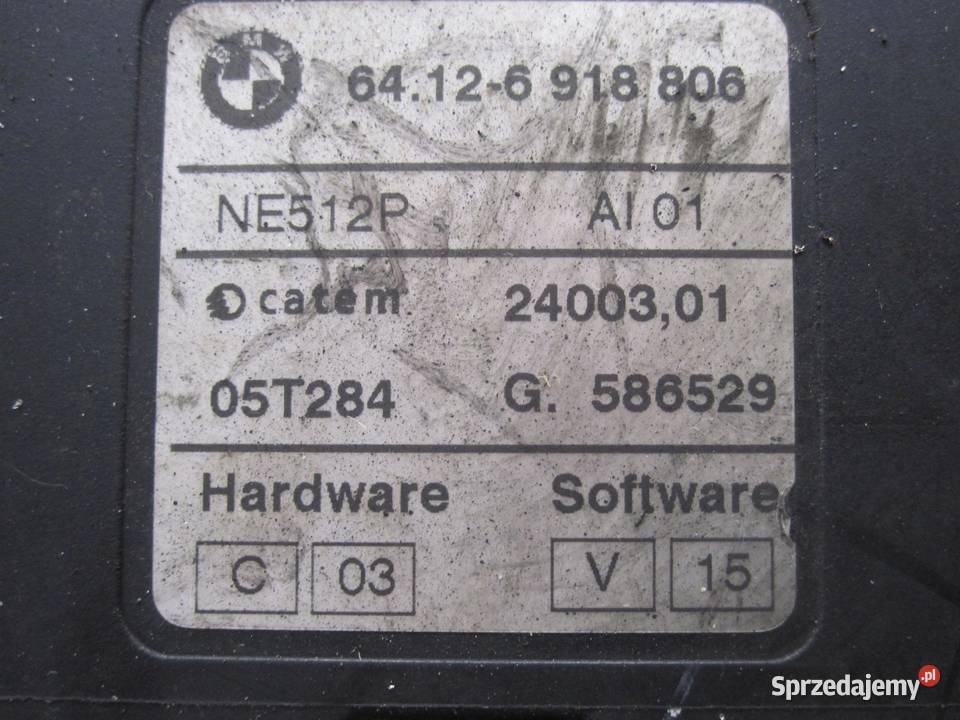 BMW
64.12-6 918 806
NE512P AI 01
catem 24003,01
05T284 G. 586529
Hardware Software
C 03 V 15
Sprzedajemy.pl